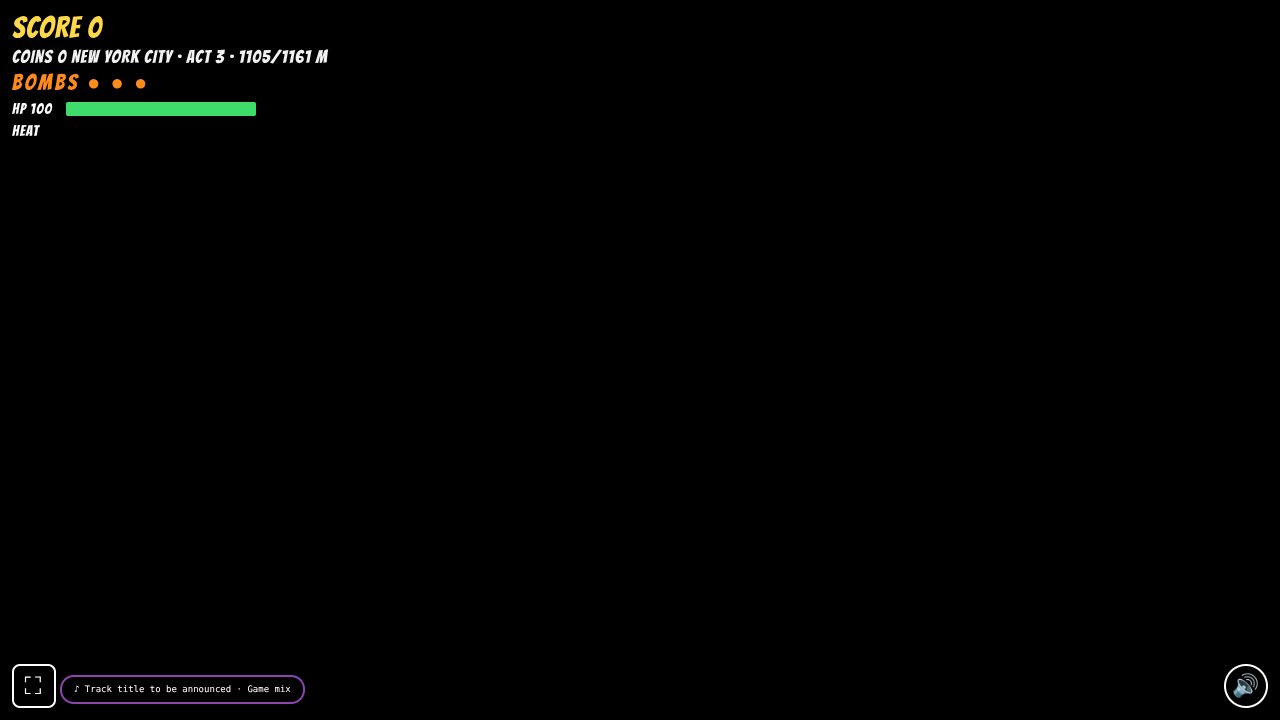 SCORE 0
COINS 0 NEW YORK CITY · ACT 3 · 1105/1161 M
BOMBS ● ● ●
HP 100
HEAT
♪ Track title to be announced · Game mix